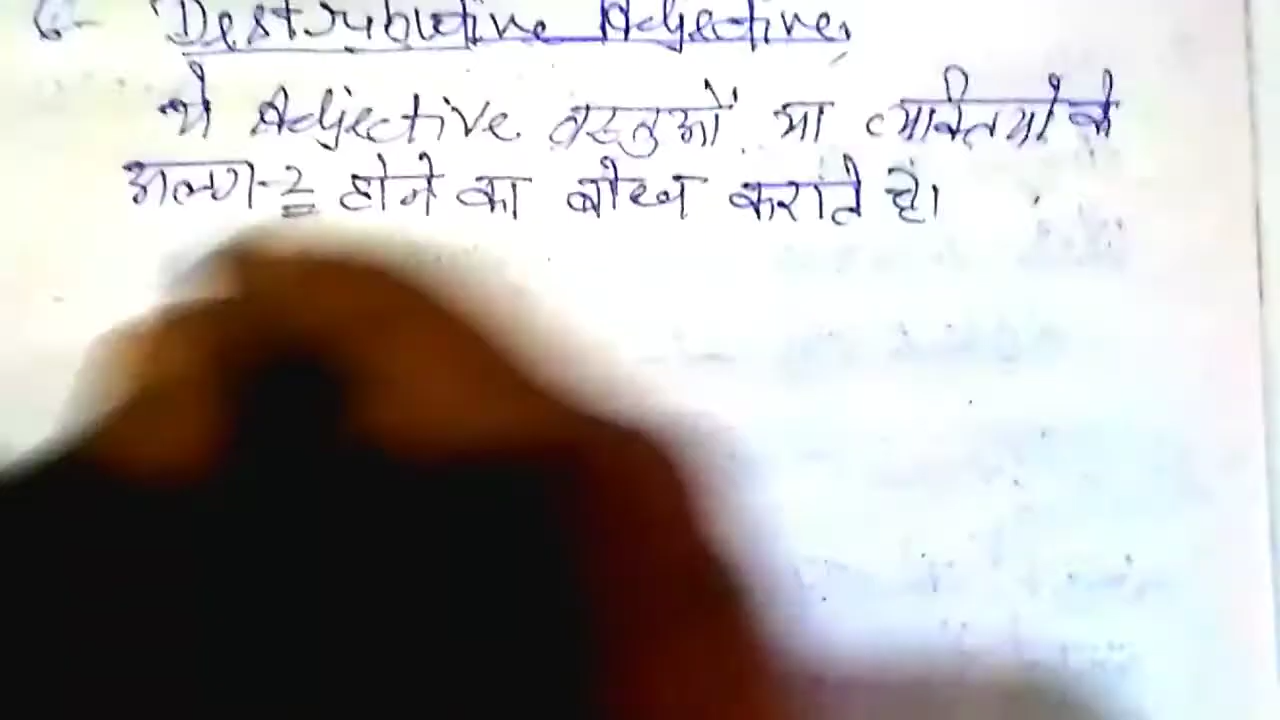 6- Destrubutive Adjective.
ये Adjective वस्तुओं या व्यक्तियों के
अलग-2 होने का बोध कराते है।